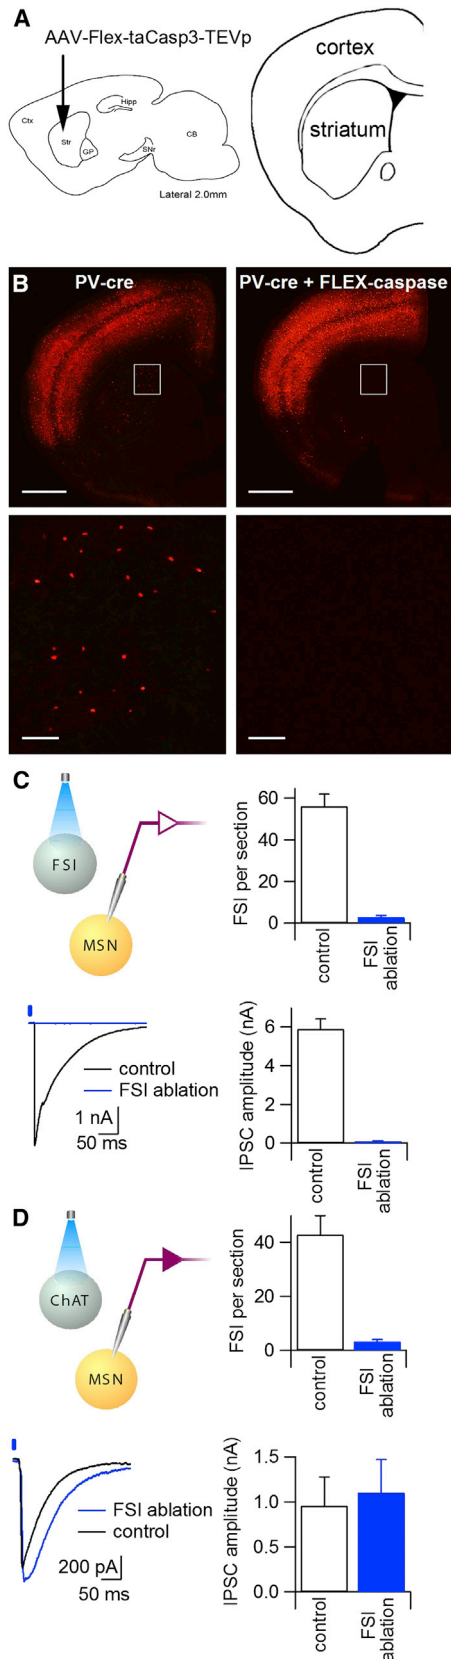 A
AAV-Flex-taCasp3-TEVp
Ctx
Hipp
Str
GP
SNr
CB
Lateral 2.0mm
cortex
striatum
B
PV-cre
PV-cre + FLEX-caspase
C
FSI
MSN
FSI per section
60
40
20
0
control
FSI
ablation
control
FSI ablation
1 nA
50 ms
IPSC amplitude (nA)
6
4
2
0
control
FSI
ablation
D
ChAT
MSN
FSI per section
40
20
0
control
FSI
ablation
FSI ablation
control
200 pA
50 ms
IPSC amplitude (nA)
1.5
1.0
0.5
0.0
control
FSI
ablation